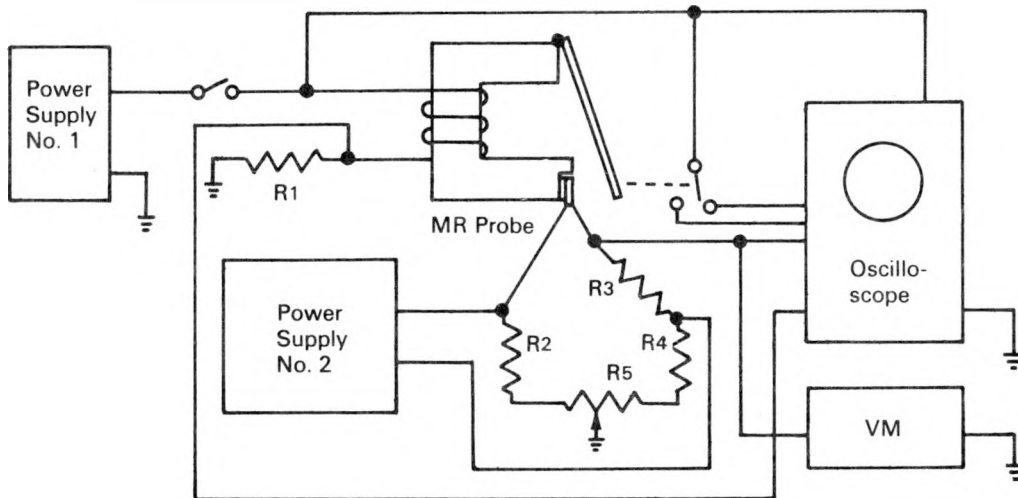 Power
Supply
No. 1
R1
MR Probe
Power
Supply
No. 2
R2
R3
R4
R5
Oscillo-
scope
VM